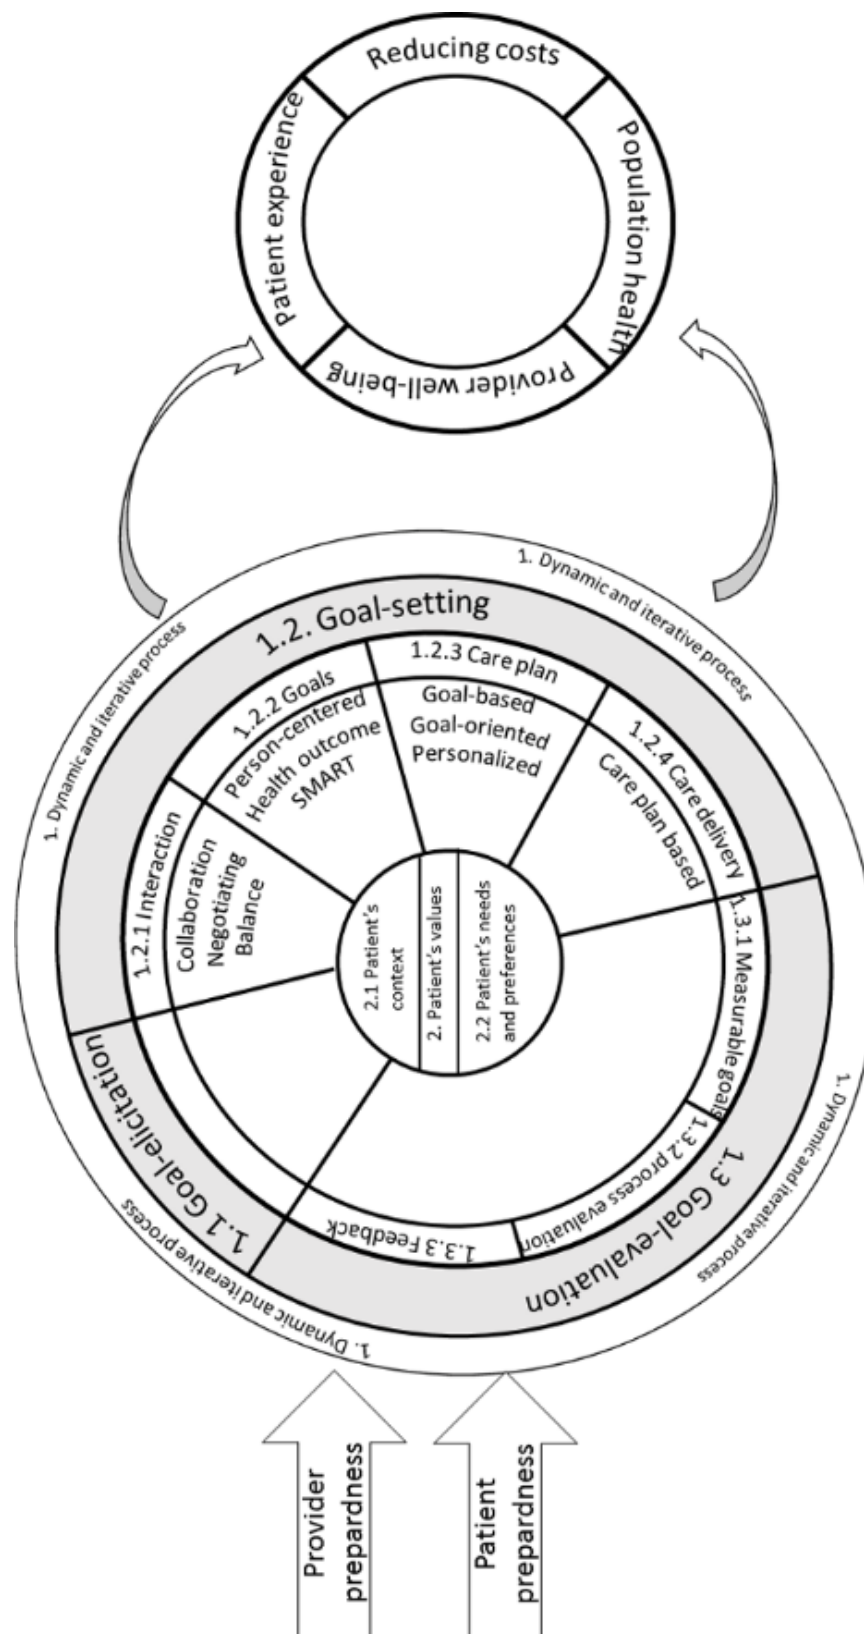 Reducing costs
Patient experience
Population health
Provider well-being
1. Dynamic and iterative process
1. Dynamic and iterative process
1. Dynamic and iterative process
1. Dynamic and iterative process
1.2. Goal-setting
1.2.1 Interaction
Collaboration
Negotiating
Balance
1.2.2 Goals
Person-centered
Health outcome
SMART
1.2.3 Care plan
Goal-based
Goal-oriented
Personalized
1.2.4 Care delivery
Care plan based
1.3 Goal-evaluation
1.3.1 Measurable goals
1.3.2 process evaluation
1.3.3 Feedback
1.1 Goal-elicitation
2.1 Patient's
context
2. Patient's values
2.2 Patient's needs
and preferences
Provider
prepardness
Patient
prepardness